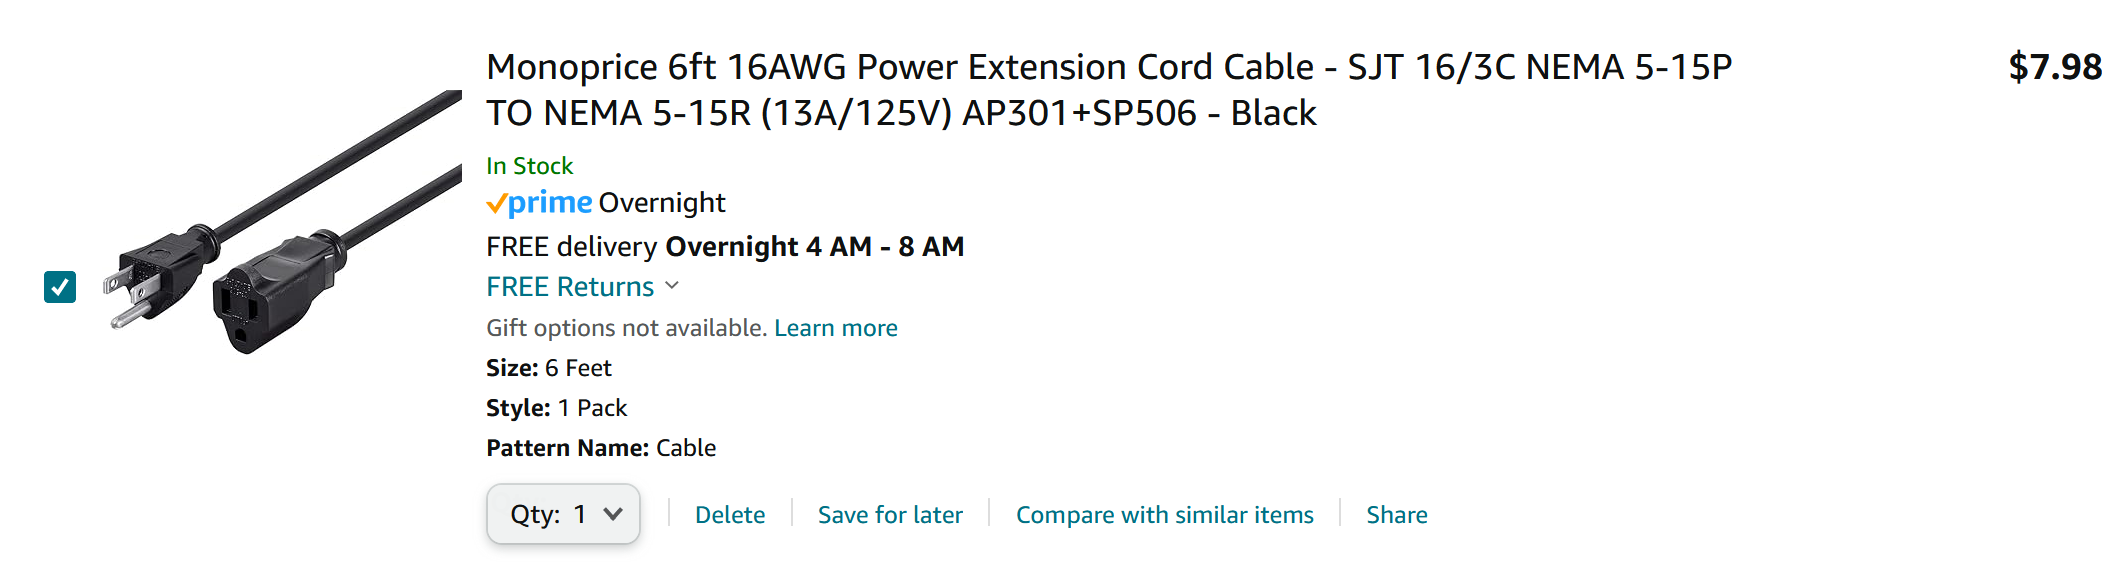 Monoprice 6ft 16AWG Power Extension Cord Cable - SJT 16/3C NEMA 5-15P
$7.98
TO NEMA 5-15R (13A/125V) AP301+SP506 - Black
In Stock
prime Overnight
FREE delivery Overnight 4 AM - 8 AM
FREE Returns
Gift options not available. Learn more
Size: 6 Feet
Style: 1 Pack
Pattern Name: Cable
Qty: 1
Delete
Save for later
Compare with similar items
Share